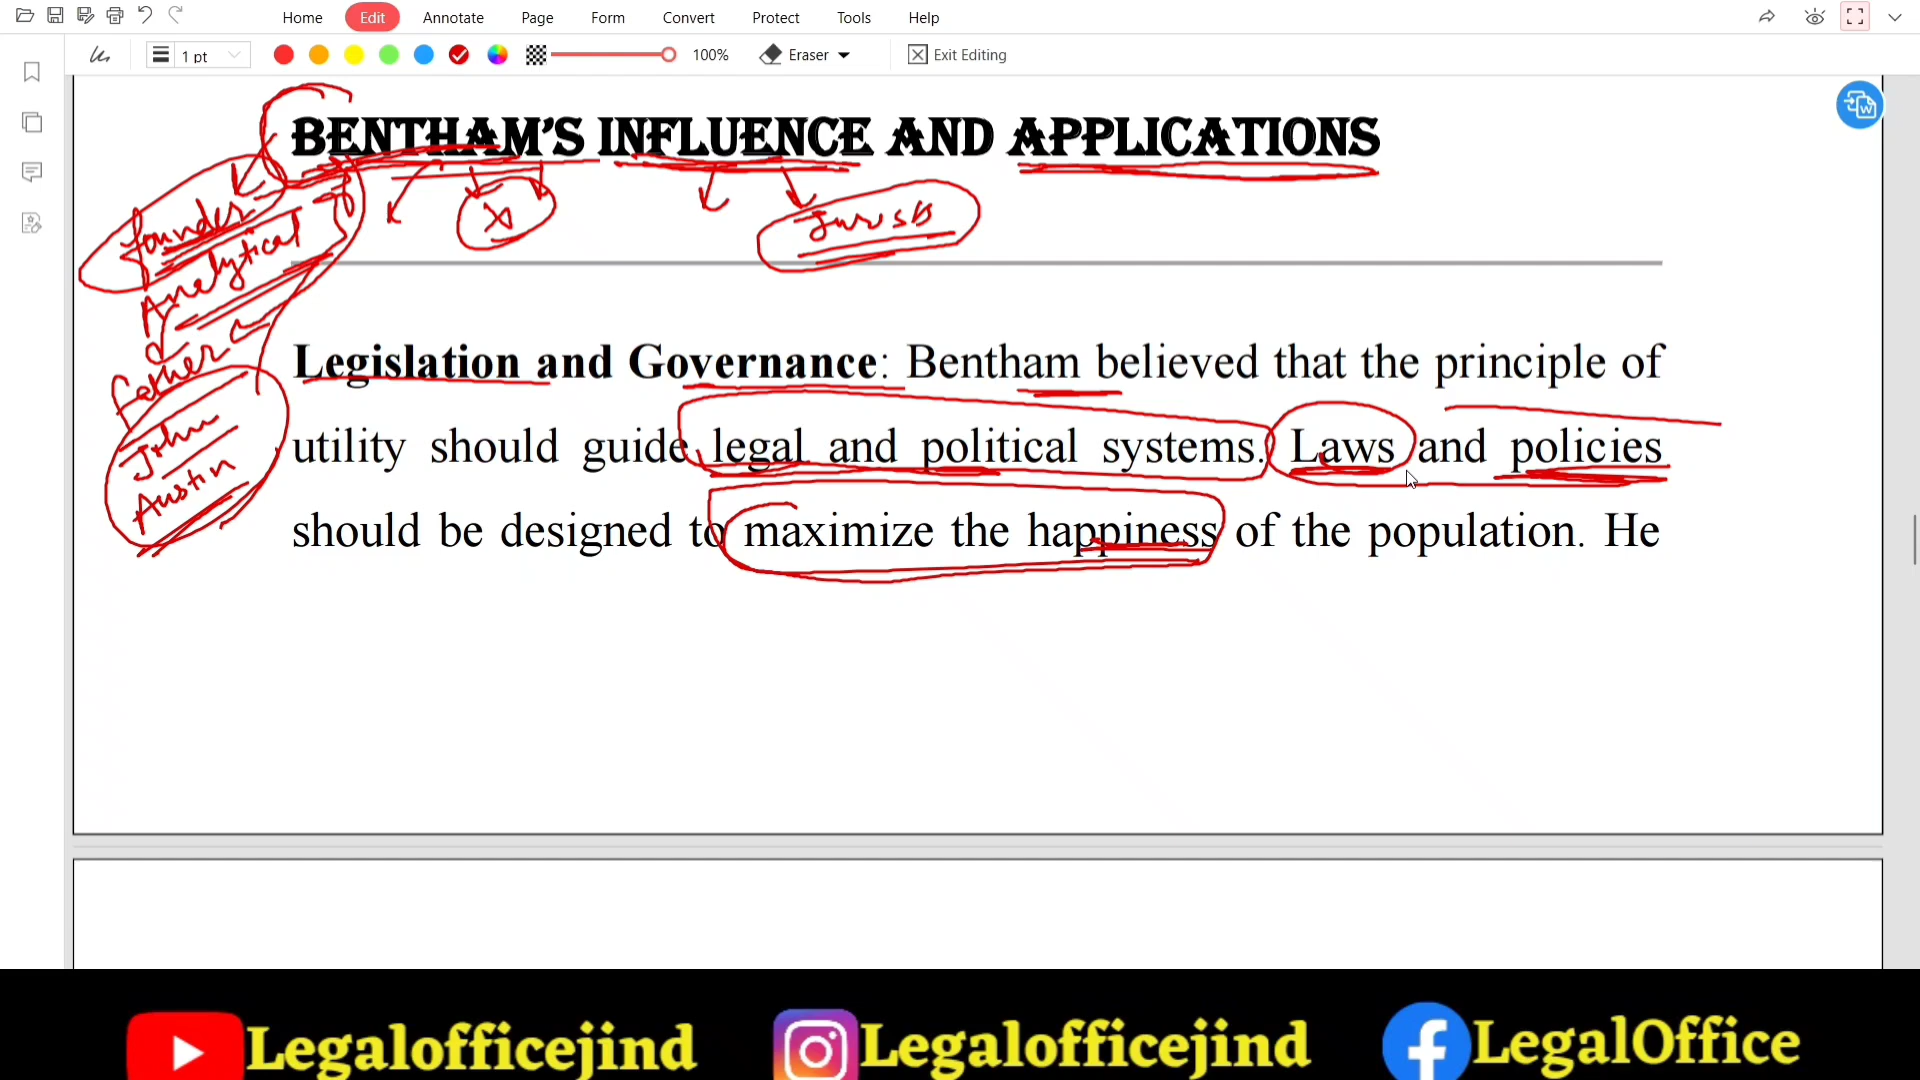 Home Edit Annotate Page Form Convert Protect Tools Help
1 pt 100% Eraser Exit Editing
BENTHAM'S INFLUENCE AND APPLICATIONS
founder of
Analytical
Jurists
father
John
Austin
Legislation and Governance: Bentham believed that the principle of
utility should guide legal and political systems. Laws and policies
should be designed to maximize the happiness of the population. He
Legalofficejind Legalofficejind LegalOffice